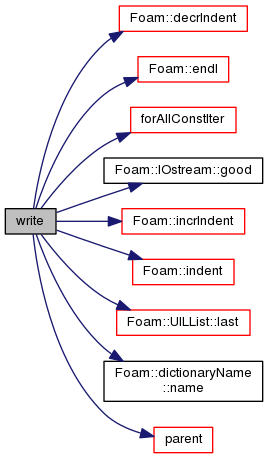 Foam::decrIndent
Foam::endl
forAllConstIter
Foam::IOstream::good
write
Foam::incrIndent
Foam::indent
Foam::UILList::last
Foam::dictionaryName
::name
parent